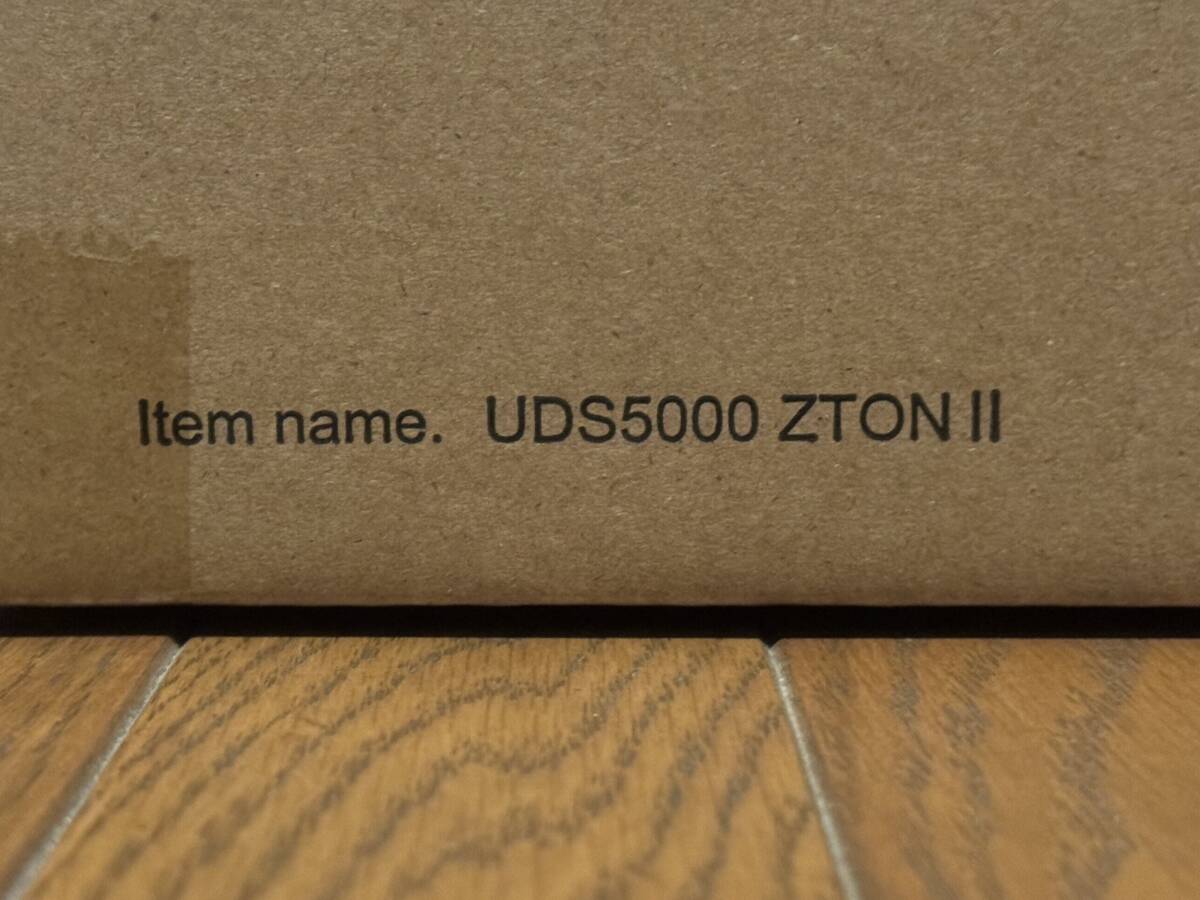 Item name. UDS5000 ZTON II